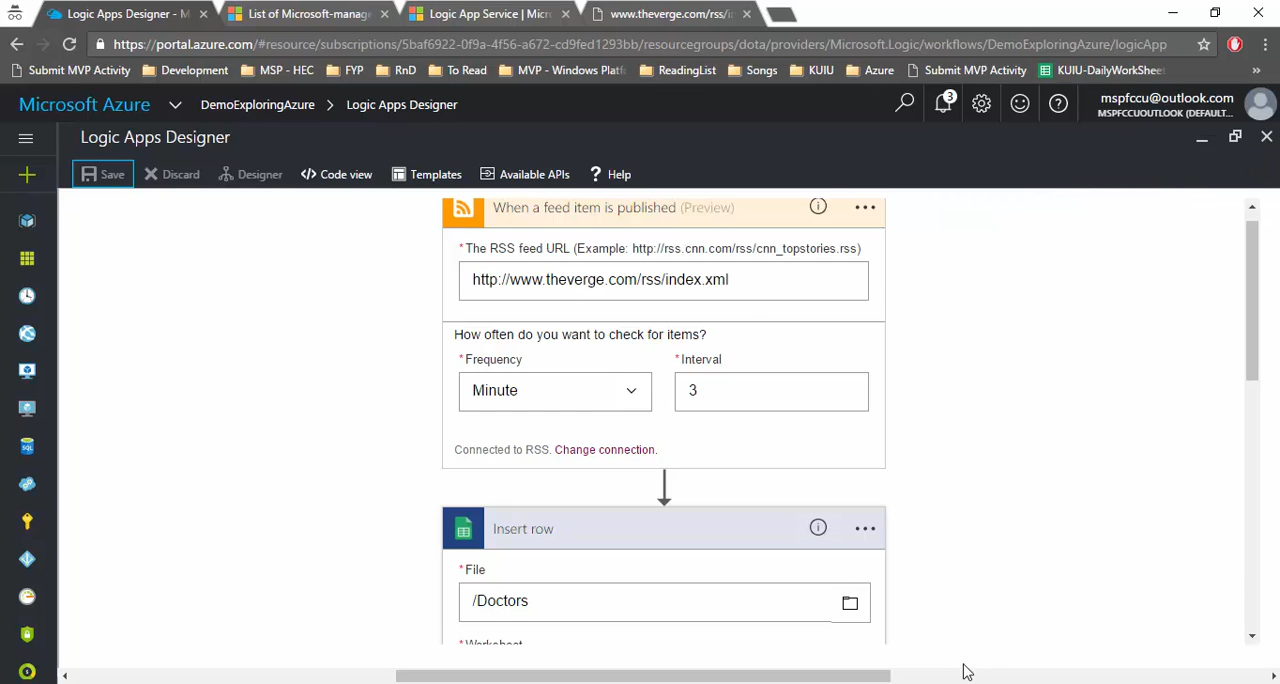 Logic Apps Designer - M
List of Microsoft-manag
Logic App Service | Micr
www.theverge.com/rss/i
https://portal.azure.com/#resource/subscriptions/5baf6922-0f9a-4f56-a672-cd9fed1293bb/resourcegroups/dota/providers/Microsoft.Logic/workflows/DemoExploringAzure/logicApp
Submit MVP Activity
Development
MSP - HEC
FYP
RnD
To Read
MVP - Windows Platf
ReadingList
Songs
KUIU
Azure
Submit MVP Activity
KUIU-DailyWorkSheet
»
Microsoft Azure
DemoExploringAzure
Logic Apps Designer
3
mspfccu@outlook.com
MSPFCCUOUTLOOK (DEFAULT...
Logic Apps Designer
Save
Discard
Designer
Code view
Templates
Available APIs
Help
When a feed item is published (Preview)
*The RSS feed URL (Example: http://rss.cnn.com/rss/cnn_topstories.rss)
http://www.theverge.com/rss/index.xml
How often do you want to check for items?
*Frequency
*Interval
Minute
3
Connected to RSS. Change connection.
Insert row
*File
/Doctors
*Worksheet
SQL